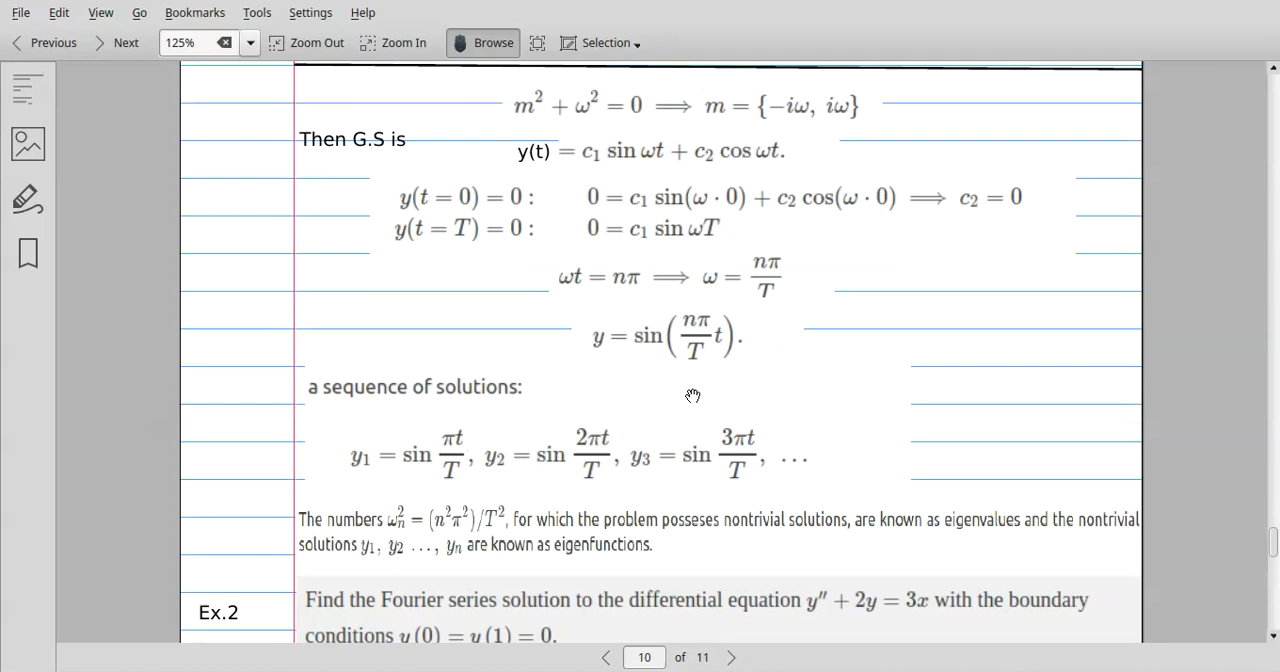 File Edit View Go Bookmarks Tools Settings Help
Previous Next 125% Zoom Out Zoom In Browse Selection
m² + ω² = 0 ⟹ m = {−iω, iω}
Then G.S is
y(t) = c₁ sin ωt + c₂ cos ωt.
y(t = 0) = 0 : 0 = c₁ sin(ω · 0) + c₂ cos(ω · 0) ⟹ c₂ = 0
y(t = T) = 0 : 0 = c₁ sin ωT
ωt = nπ ⟹ ω = nπ/T
y = sin(nπ/T t).
a sequence of solutions:
y₁ = sin πt/T, y₂ = sin 2πt/T, y₃ = sin 3πt/T, ...
The numbers ωₙ² = (n²π²)/T², for which the problem posseses nontrivial solutions, are known as eigenvalues and the nontrivial
solutions y₁, y₂ ..., yₙ are known as eigenfunctions.
Ex.2 Find the Fourier series solution to the differential equation y″ + 2y = 3x with the boundary
conditions y(0) = y(1) = 0.
10 of 11